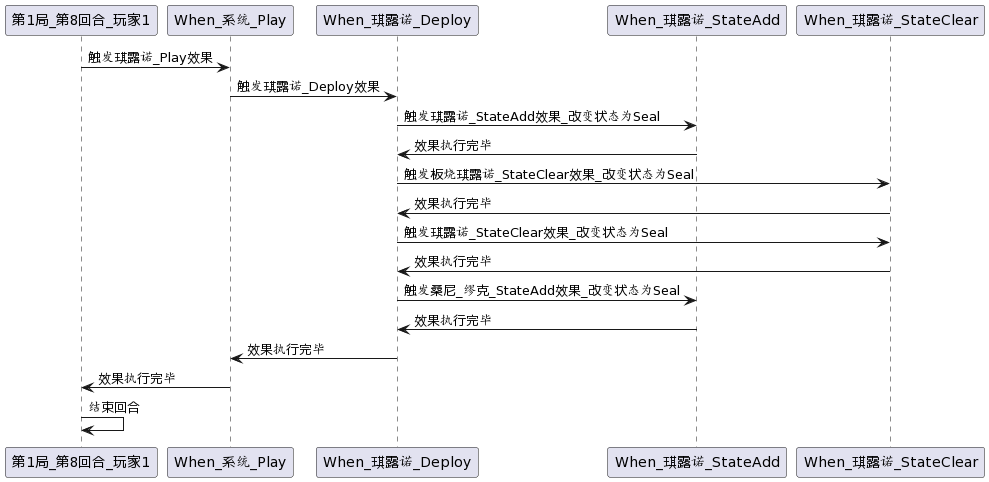 第1局_第8回合_玩家1
When_系统_Play
When_琪露诺_Deploy
When_琪露诺_StateAdd
When_琪露诺_StateClear
触发琪露诺_Play效果
触发琪露诺_Deploy效果
触发琪露诺_StateAdd效果_改变状态为Seal
效果执行完毕
触发板烧琪露诺_StateClear效果_改变状态为Seal
效果执行完毕
触发琪露诺_StateClear效果_改变状态为Seal
效果执行完毕
触发桑尼_缪克_StateAdd效果_改变状态为Seal
效果执行完毕
效果执行完毕
效果执行完毕
结束回合
第1局_第8回合_玩家1
When_系统_Play
When_琪露诺_Deploy
When_琪露诺_StateAdd
When_琪露诺_StateClear